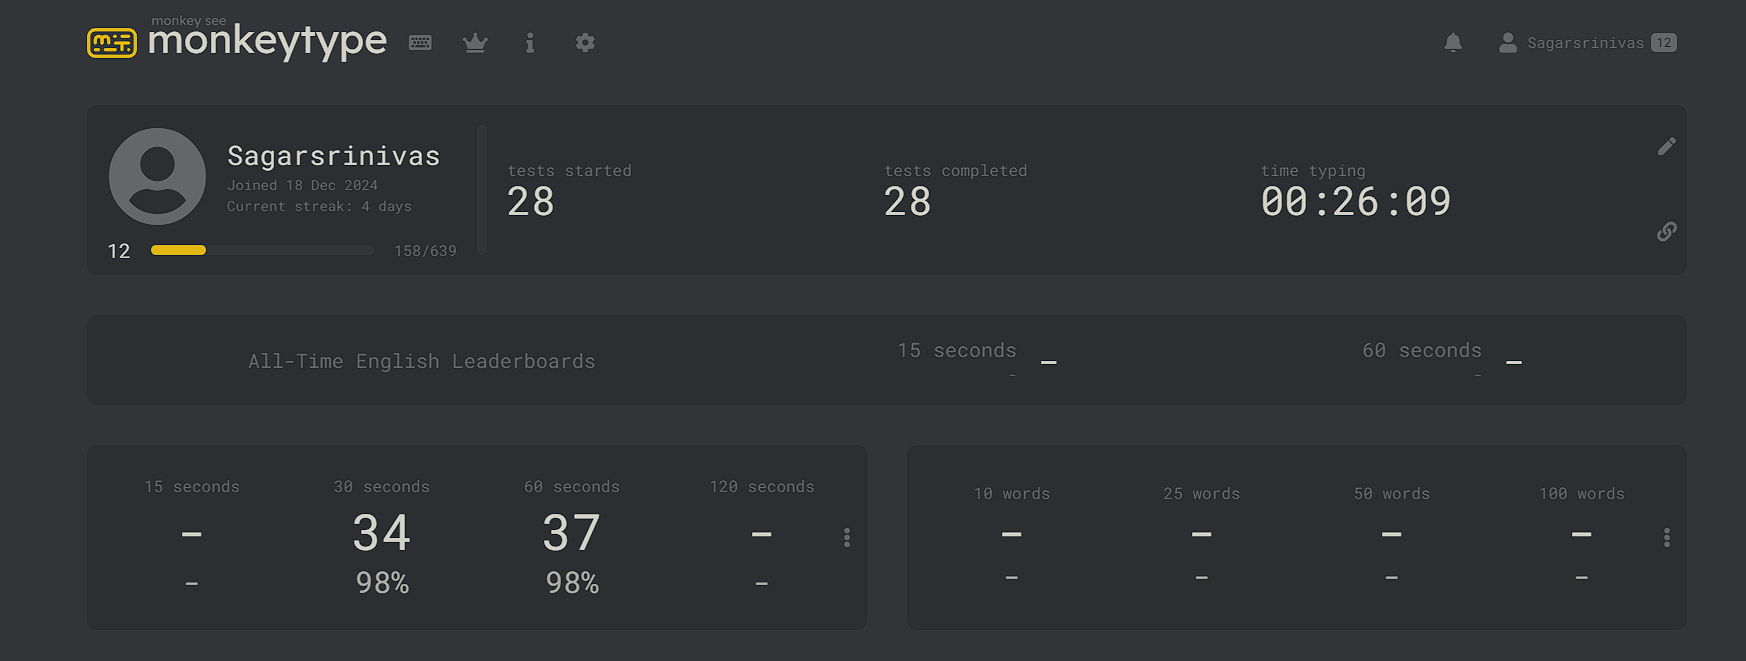 monkey see
monkeytype
Sagarsrinivas 12
Sagarsrinivas
Joined 18 Dec 2024
Current streak: 4 days
12 158/639
tests started
28
tests completed
28
time typing
00:26:09
All-Time English Leaderboards
15 seconds –
-
60 seconds –
-
15 seconds 30 seconds 60 seconds 120 seconds
- 34 37 -
- 98% 98% -
10 words 25 words 50 words 100 words
- - - -
- - - -